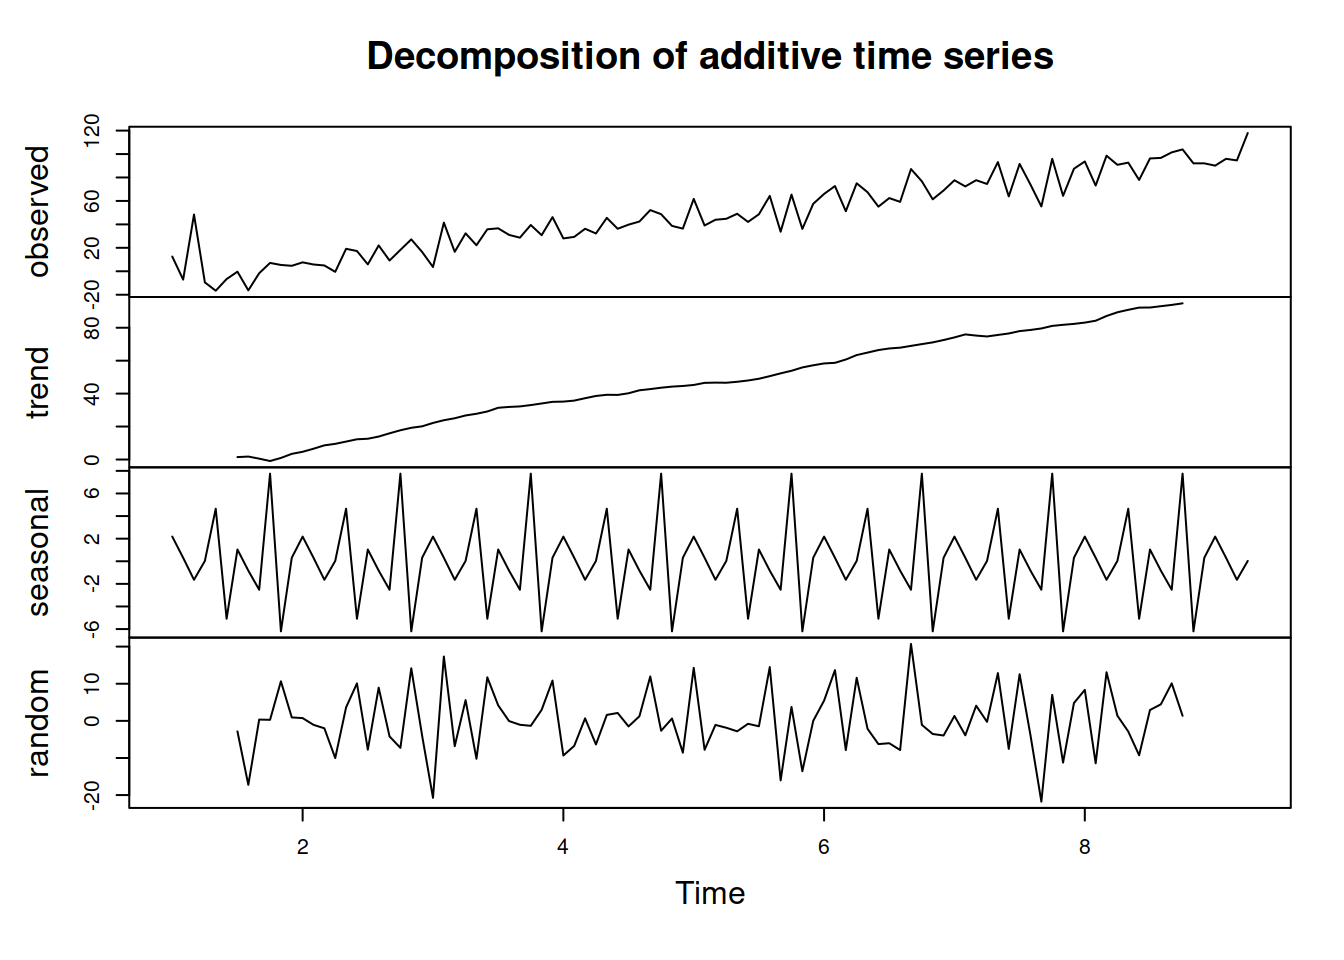 Decomposition of additive time series
observed
-20 20 60 120
trend
0 40 80
seasonal
-6 -2 2 6
random
-20 0 10
2 4 6 8
Time